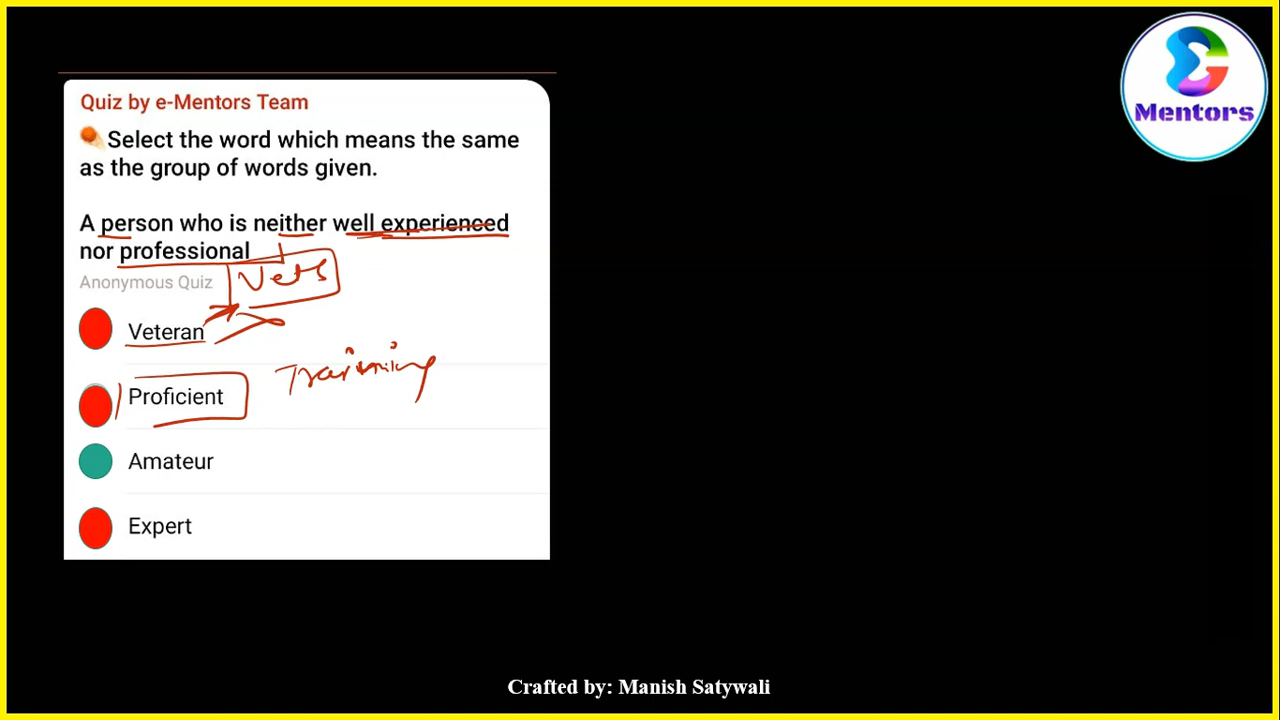 Mentors
Quiz by e-Mentors Team
Select the word which means the same
as the group of words given.
A person who is neither well experienced
nor professional
Anonymous Quiz
Vets
Veteran
Training
Proficient
Amateur
Expert
Crafted by: Manish Satywali